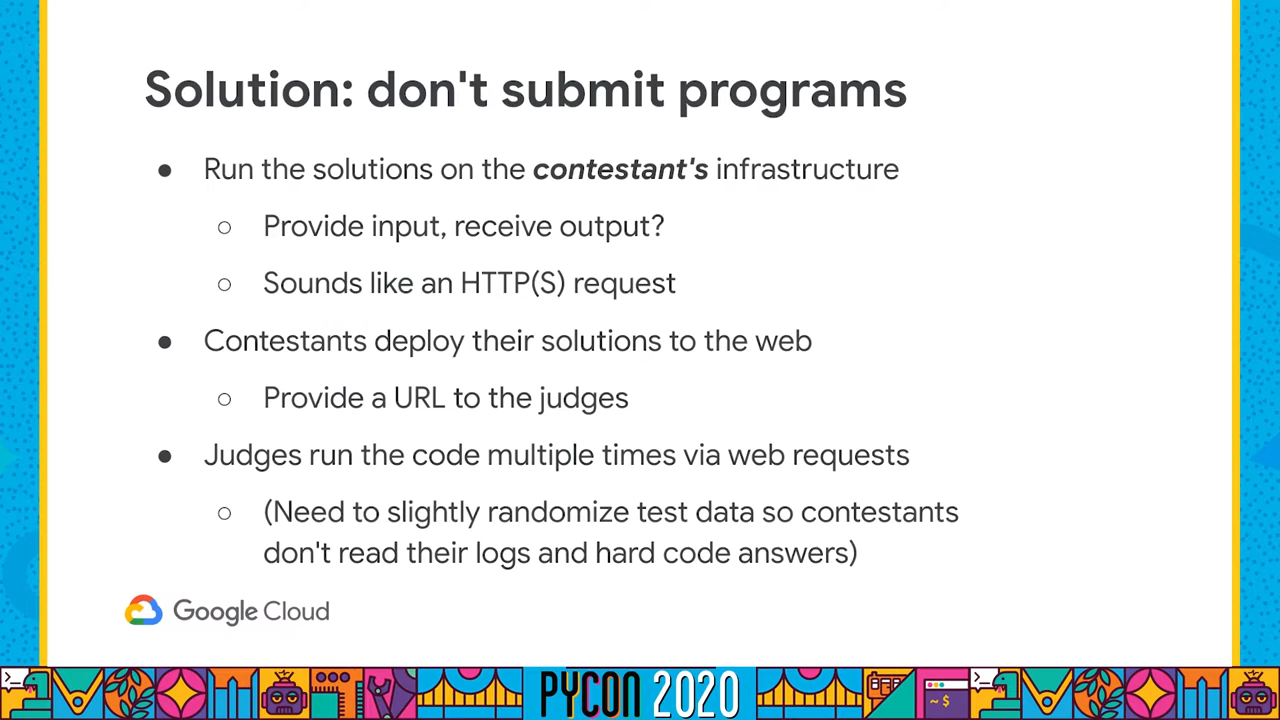 Solution: don't submit programs
● Run the solutions on the contestant's infrastructure
○ Provide input, receive output?
○ Sounds like an HTTP(S) request
● Contestants deploy their solutions to the web
○ Provide a URL to the judges
● Judges run the code multiple times via web requests
○ (Need to slightly randomize test data so contestants
don't read their logs and hard code answers)
Google Cloud
PYCON 2020
~$